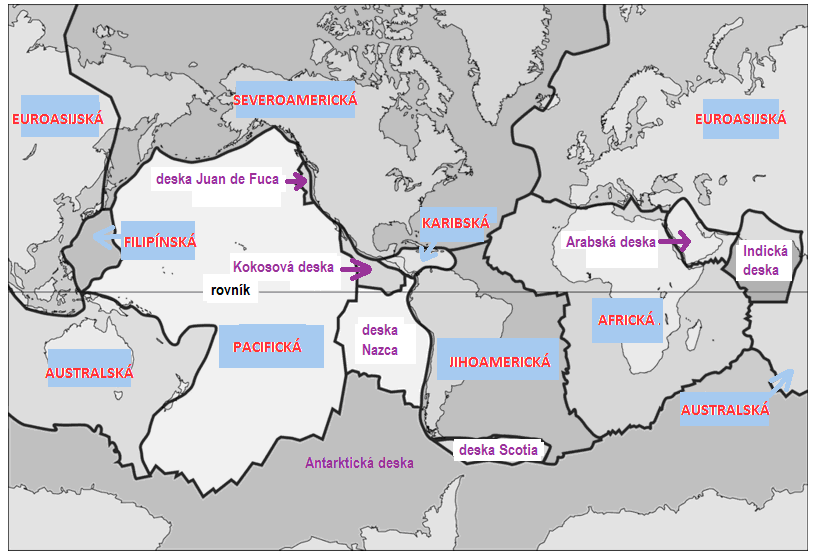 SEVEROAMERICKÁ
EUROASIJSKÁ
EUROASIJSKÁ
deska Juan de Fuca
KARIBSKÁ
FILIPÍNSKÁ
Arabská deska
Indická
deska
Kokosová deska
rovník
AFRICKÁ
deska
Nazca
PACIFICKÁ
JIHOAMERICKÁ
AUSTRALSKÁ
AUSTRALSKÁ
deska Scotia
Antarktická deska